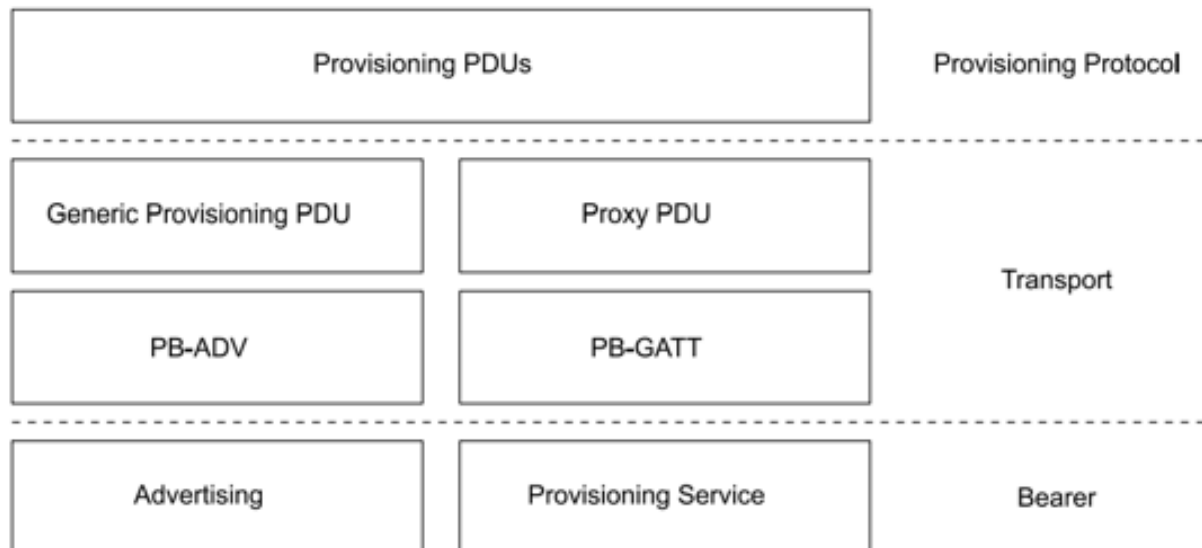 Provisioning PDUs
Provisioning Protocol
Generic Provisioning PDU
Proxy PDU
Transport
PB-ADV
PB-GATT
Advertising
Provisioning Service
Bearer